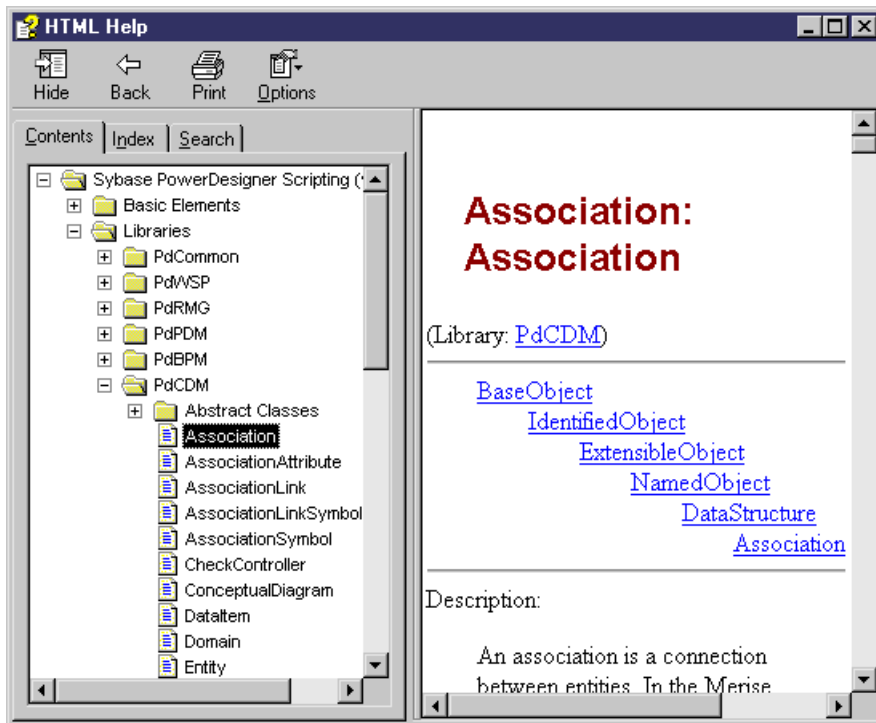 HTML Help
Hide Back Print Options
Contents Index Search
Sybase PowerDesigner Scripting (
Basic Elements
Libraries
PdCommon
PdWSP
PdRMG
PdPDM
PdBPM
PdCDM
Abstract Classes
Association
AssociationAttribute
AssociationLink
AssociationLinkSymbol
AssociationSymbol
CheckController
ConceptualDiagram
DataItem
Domain
Entity
Association:
Association
(Library: PdCDM)
BaseObject
IdentifiedObject
ExtensibleObject
NamedObject
DataStructure
Association
Description:
An association is a connection
between entities. In the Merise